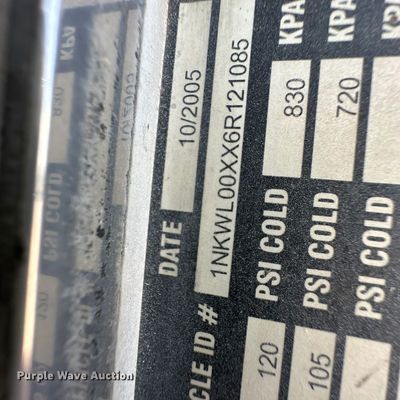 DATE 10/2005
CLE ID # 1NKWL00XX6R121085
120 PSI COLD 830 KPA
105 PSI COLD 720 KPA
PSI COLD
Purple Wave Auction